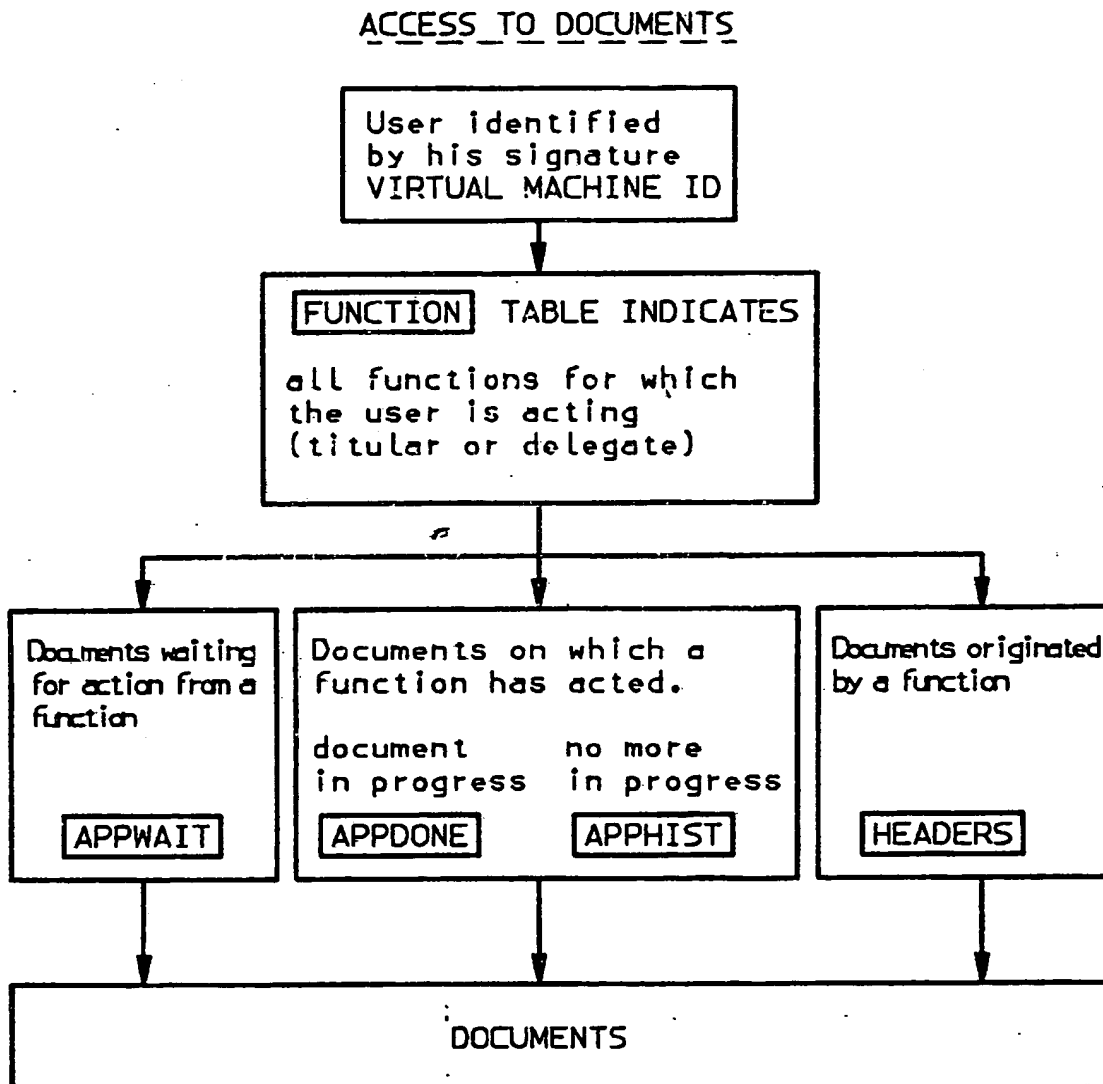 ACCESS TO DOCUMENTS
User identified
by his signature
VIRTUAL MACHINE ID
FUNCTION TABLE INDICATES
all functions for which
the user is acting
(titular or delegate)
Documents waiting
for action from a
function
APPWAIT
Documents on which a
function has acted.
document no more
in progress in progress
APPDONE APPHIST
Documents originated
by a function
HEADERS
DOCUMENTS